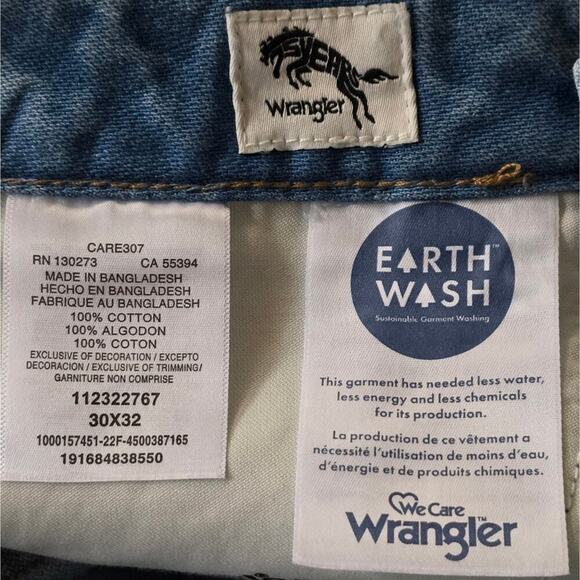 75 YEARS
Wrangler
CARE307
RN 130273 CA 55394
MADE IN BANGLADESH
HECHO EN BANGLADESH
FABRIQUE AU BANGLADESH
100% COTTON
100% ALGODON
100% COTON
EXCLUSIVE OF DECORATION / EXCEPTO
DECORACION / EXCLUSIVE OF TRIMMING/
GARNITURE NON COMPRISE
112322767
30X32
1000157451-22F-4500387165
191684838550
EARTH™
WASH
Sustainable Garment Washing
This garment has needed less water,
less energy and less chemicals
for its production.
La production de ce vêtement a
nécessité l'utilisation de moins d'eau,
d'énergie et de produits chimiques.
We Care
Wrangler™